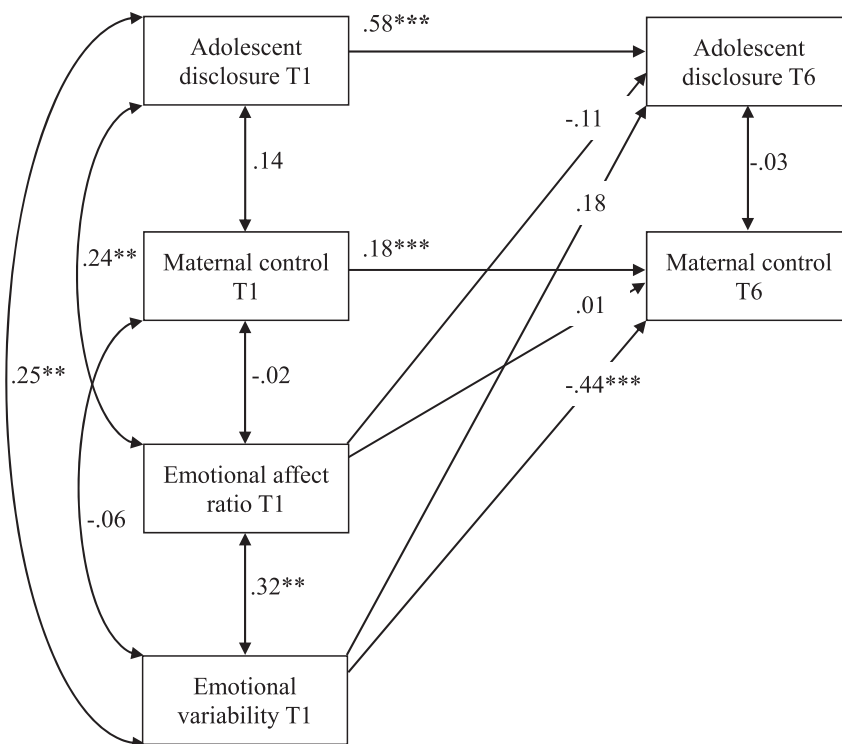 Adolescent
disclosure T1
.58***
Adolescent
disclosure T6
-.11
.14
.18
-.03
.24**
Maternal control
T1
.18***
Maternal control
T6
.01
.25**
-.02
-.44***
Emotional affect
ratio T1
-.06
.32**
Emotional
variability T1